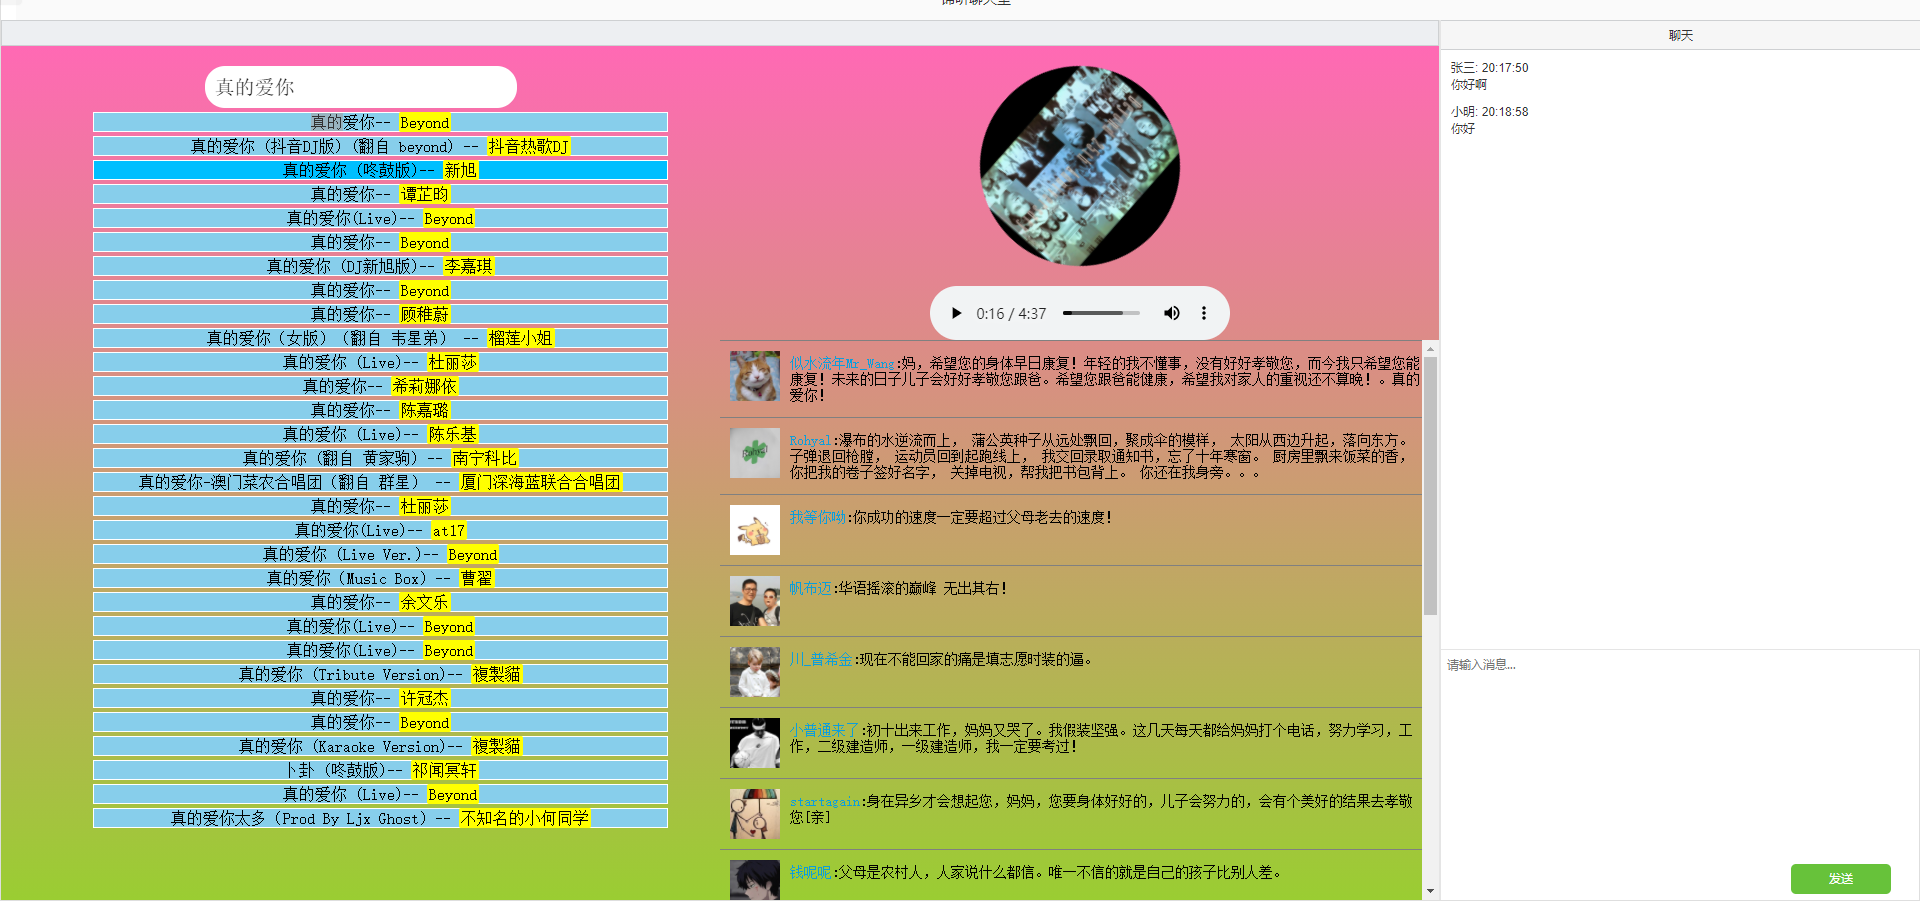 聊天
真的爱你
真的爱你-- Beyond
真的爱你 (抖音DJ版) (翻自 beyond) -- 抖音热歌DJ
真的爱你 (咚鼓版)-- 新旭
真的爱你-- 谭芷昀
真的爱你(Live)-- Beyond
真的爱你-- Beyond
真的爱你 (DJ新旭版)-- 李嘉琪
真的爱你-- Beyond
真的爱你-- 顾稚蔚
真的爱你 (女版) (翻自 韦星弟) -- 榴莲小姐
真的爱你 (Live)-- 杜丽莎
真的爱你-- 希莉娜依
真的爱你-- 陈嘉璐
真的爱你 (Live)-- 陈乐基
真的爱你 (翻自 黄家驹) -- 南宁科比
真的爱你-澳门菜农合唱团 (翻自 群星) -- 厦门深海蓝联合合唱团
真的爱你-- 杜丽莎
真的爱你(Live)-- at17
真的爱你 (Live Ver.)-- Beyond
真的爱你 (Music Box) -- 曹翟
真的爱你-- 余文乐
真的爱你(Live)-- Beyond
真的爱你(Live)-- Beyond
真的爱你 (Tribute Version)-- 複製貓
真的爱你-- 许冠杰
真的爱你-- Beyond
真的爱你 (Karaoke Version)-- 複製貓
卜卦 (咚鼓版)-- 祁闻冥轩
真的爱你 (Live)-- Beyond
真的爱你太多 (Prod By Ljx Ghost) -- 不知名的小何同学
0:16 / 4:37
似水流年Mr_Wang:妈，希望您的身体早日康复！年轻的我不懂事，没有好好孝敬您，而今我只希望您能
康复！未来的日子儿子会好好孝敬您跟爸。希望您跟爸能健康，希望我对家人的重视还不算晚！。真的
爱你！
Rohyal:瀑布的水逆流而上， 蒲公英种子从远处飘回，聚成伞的模样， 太阳从西边升起，落向东方。
子弹退回枪膛， 运动员回到起跑线上， 我交回录取通知书，忘了十年寒窗。 厨房里飘来饭菜的香，
你把我的卷子签好名字， 关掉电视，帮我把书包背上。 你还在我身旁。。。
我等你呦:你成功的速度一定要超过父母老去的速度！
帆布迈:华语摇滚的巅峰 无出其右！
川_普希金:现在不能回家的痛是填志愿时装的逼。
小普通来了:初十出来工作，妈妈又哭了。我假装坚强。这几天每天都给妈妈打个电话，努力学习，工
作，二级建造师，一级建造师，我一定要考过！
startagain:身在异乡才会想起您，妈妈，您要身体好好的，儿子会努力的，会有个美好的结果去孝敬
您[亲]
钱呢呢:父母是农村人，人家说什么都信。唯一不信的就是自己的孩子比别人差。
张三: 20:17:50
你好啊
小明: 20:18:58
你好
请输入消息...
发送